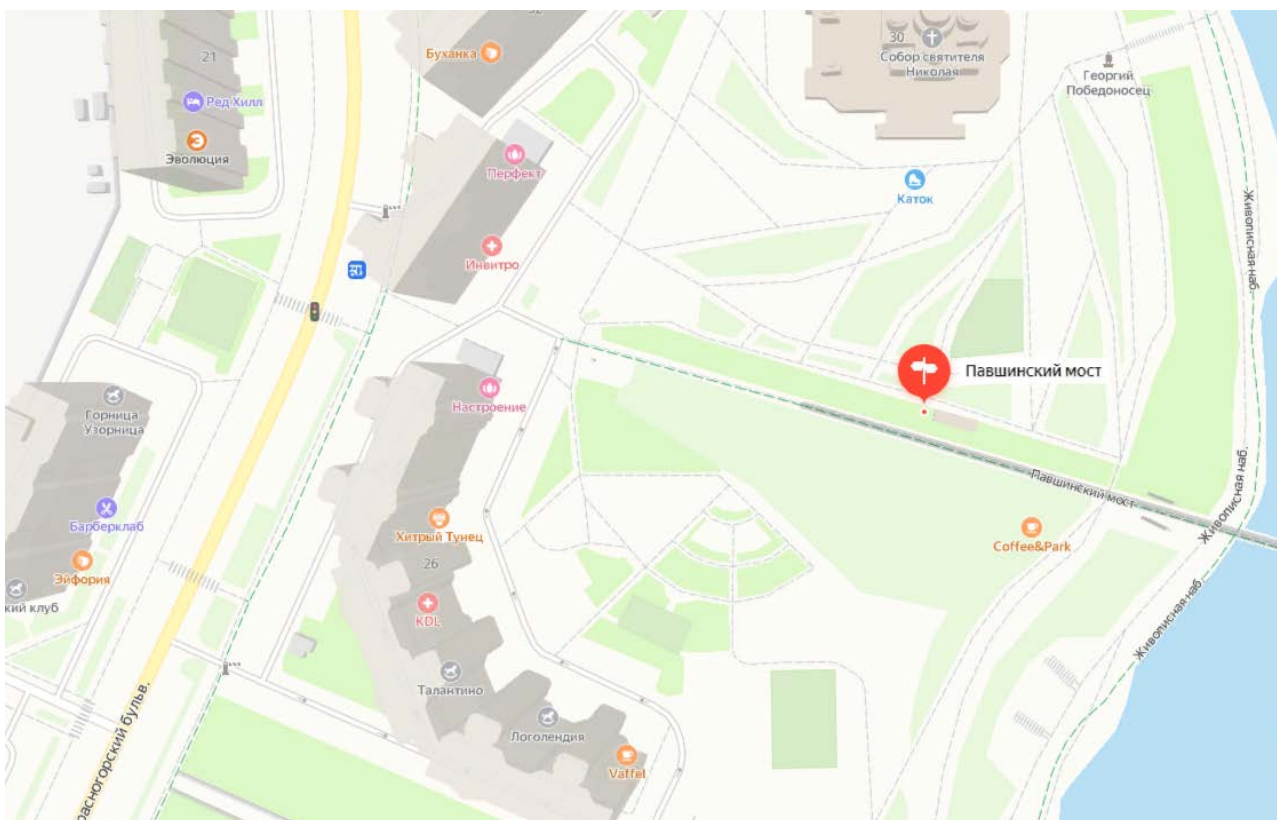 Буханка
30
Собор святителя
Николая
Георгий
Победоносец
21
Ред Хилл
Эволюция
Перфект
Каток
Живописная наб.
Инвитро
Павшинский мост
Настроение
Горница
Узорница
Павшинский мост
Живописная наб.
Барберклаб
Хитрый Тунец
Coffee&Park
26
Эйфория
кий клуб
KDL
Живописная наб.
Талантино
Логолендия
расногорский бульв.
Vaffel